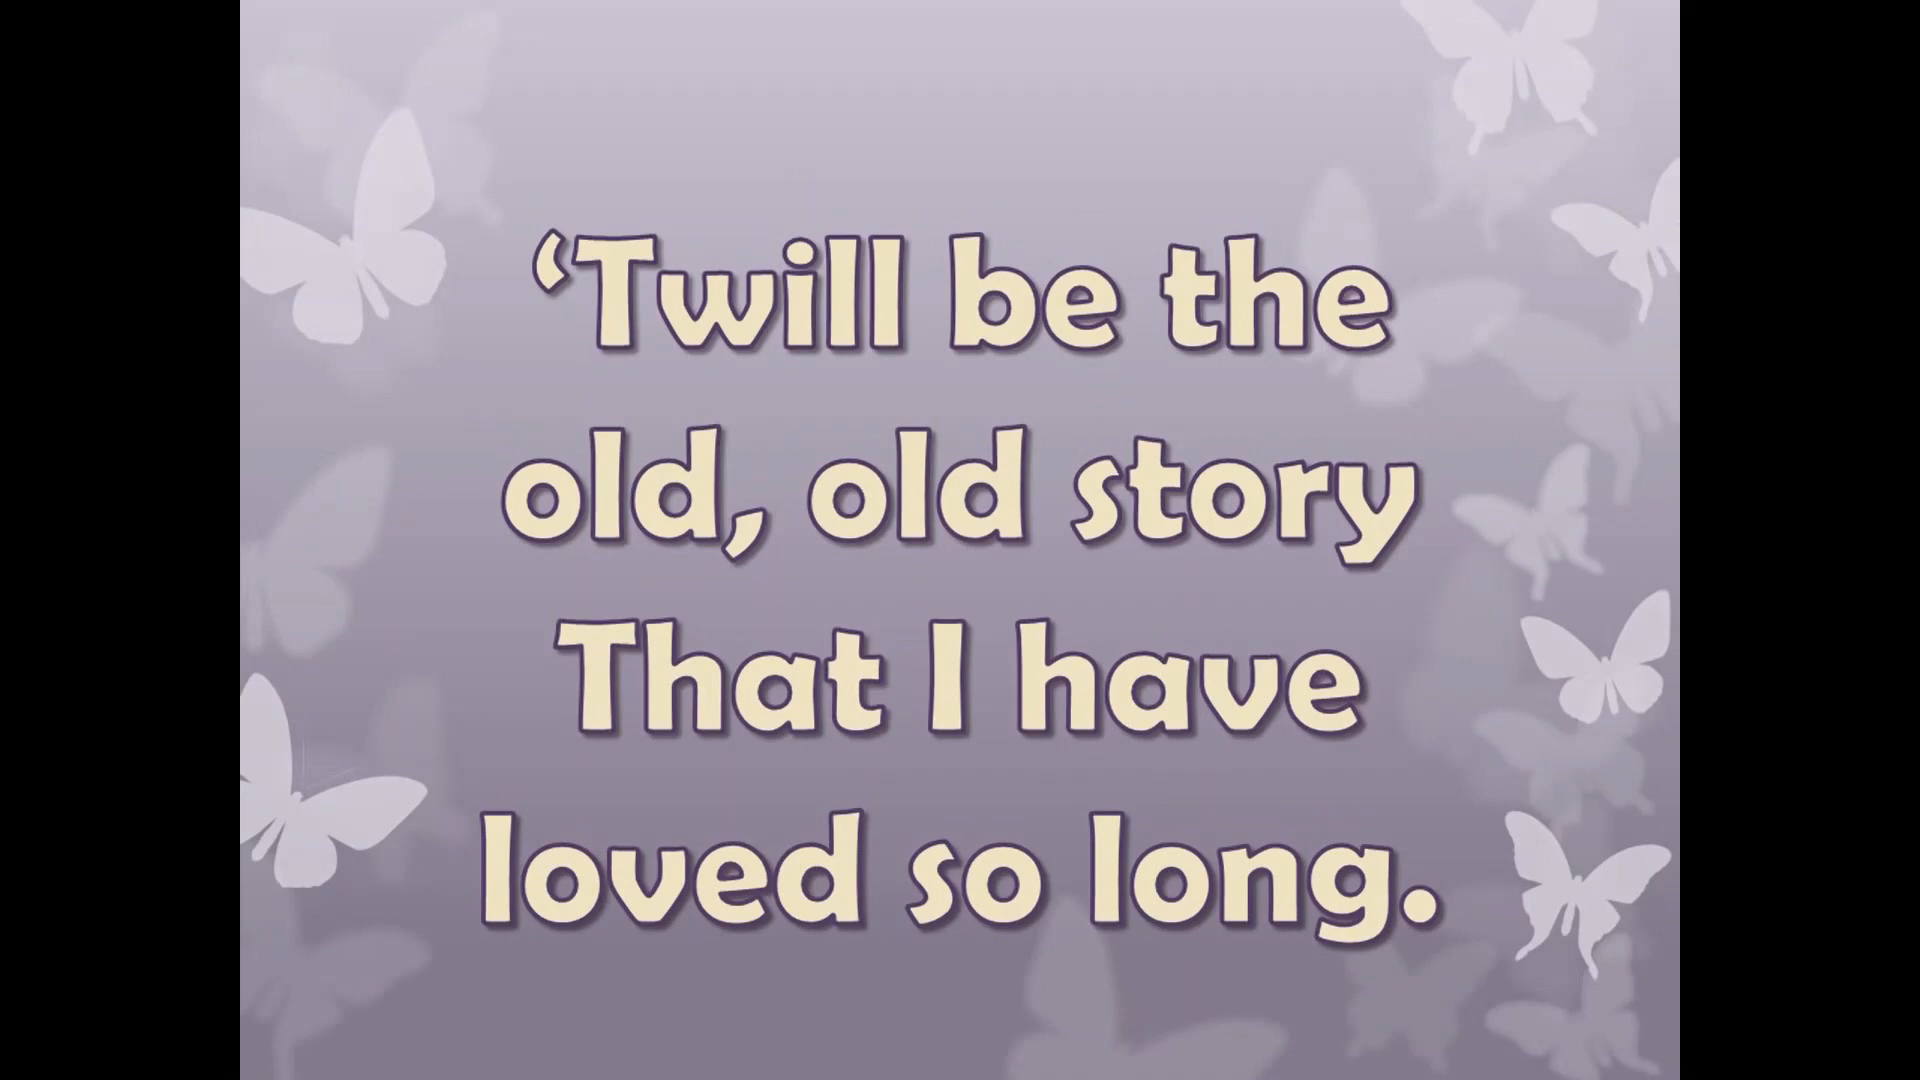 ‘Twill be the
old, old story
That I have
loved so long.